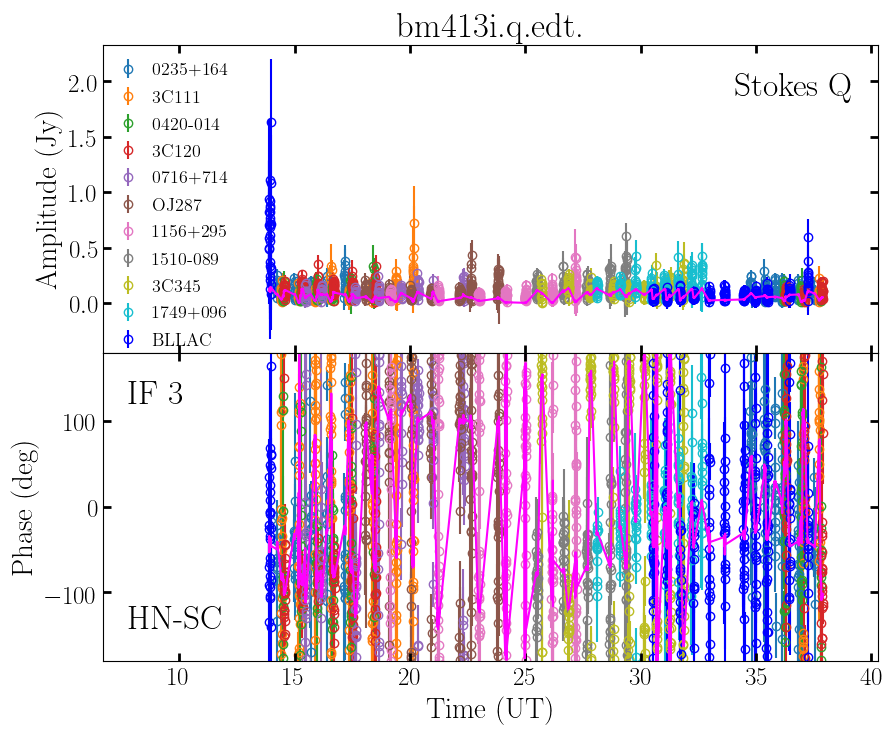 bm413i.q.edt.
Stokes Q
Amplitude (Jy)
2.0
1.5
1.0
0.5
0.0
0235+164
3C111
0420-014
3C120
0716+714
OJ287
1156+295
1510-089
3C345
1749+096
BLLAC
IF 3
HN-SC
Phase (deg)
100
0
−100
10
15
20
25
30
35
40
Time (UT)